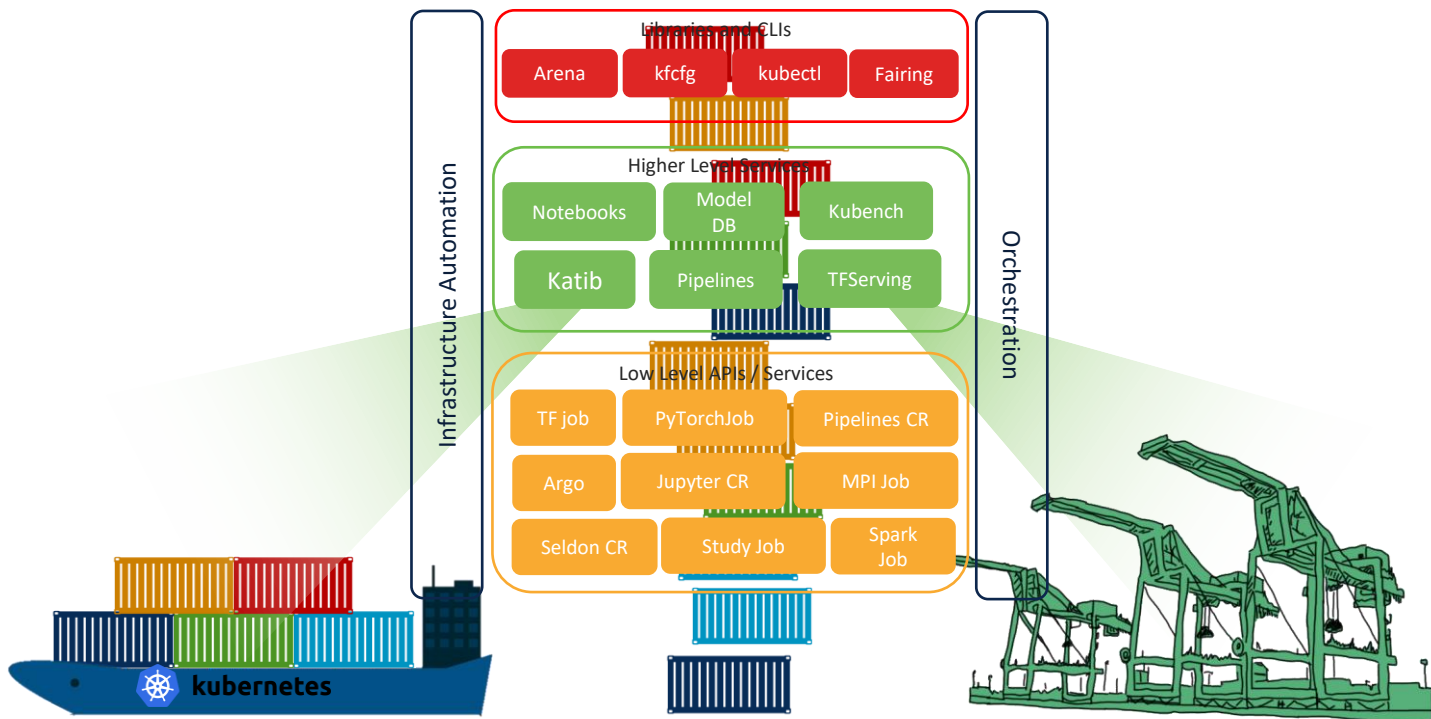 Libraries and CLIs
Arena
kfcfg
kubectl
Fairing
Infrastructure Automation
Higher Level Services
Notebooks
Model
DB
Kubench
Katib
Pipelines
TFServing
Orchestration
Low Level APIs / Services
TF job
PyTorchJob
Pipelines CR
Argo
Jupyter CR
MPI Job
Seldon CR
Study Job
Spark
Job
kubernetes